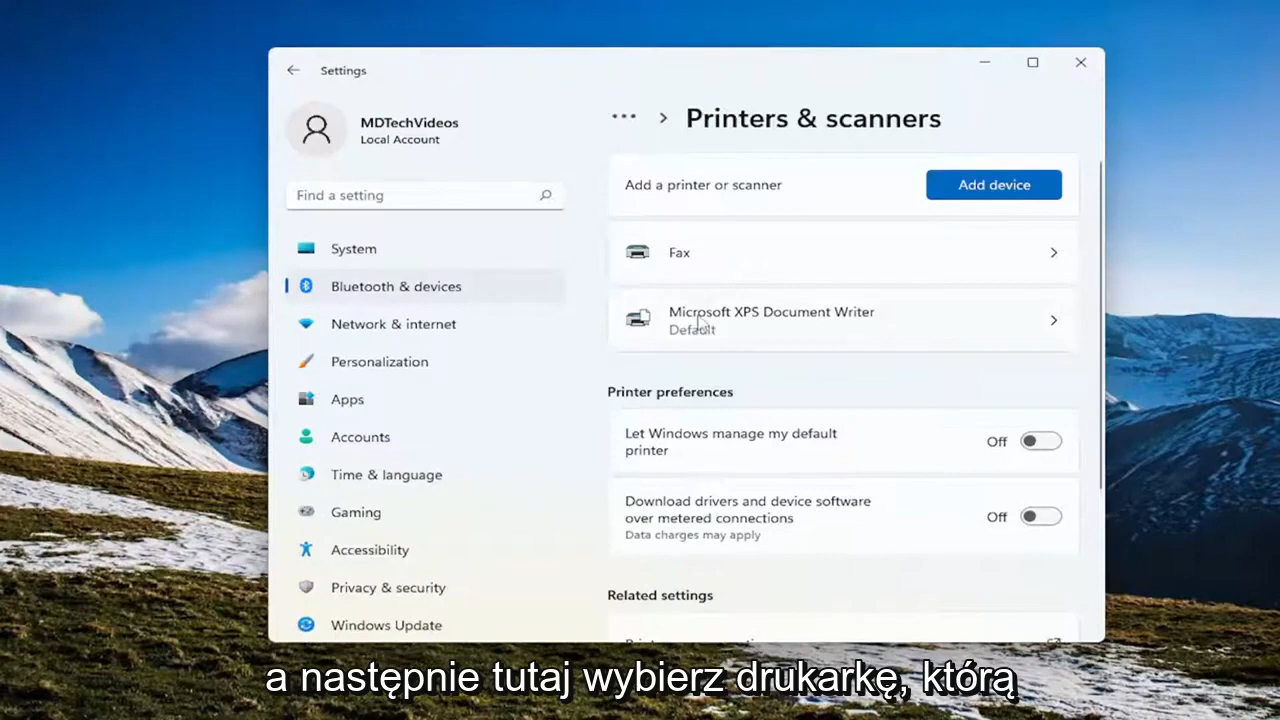 Settings
MDTechVideos
Local Account
Find a setting
System
Bluetooth & devices
Network & internet
Personalization
Apps
Accounts
Time & language
Gaming
Accessibility
Privacy & security
Windows Update
Printers & scanners
Add a printer or scanner
Add device
Fax
Microsoft XPS Document Writer
Default
Printer preferences
Let Windows manage my default
printer
Off
Download drivers and device software
over metered connections
Data charges may apply
Off
Related settings
a następnie tutaj wybierz drukarkę, którą